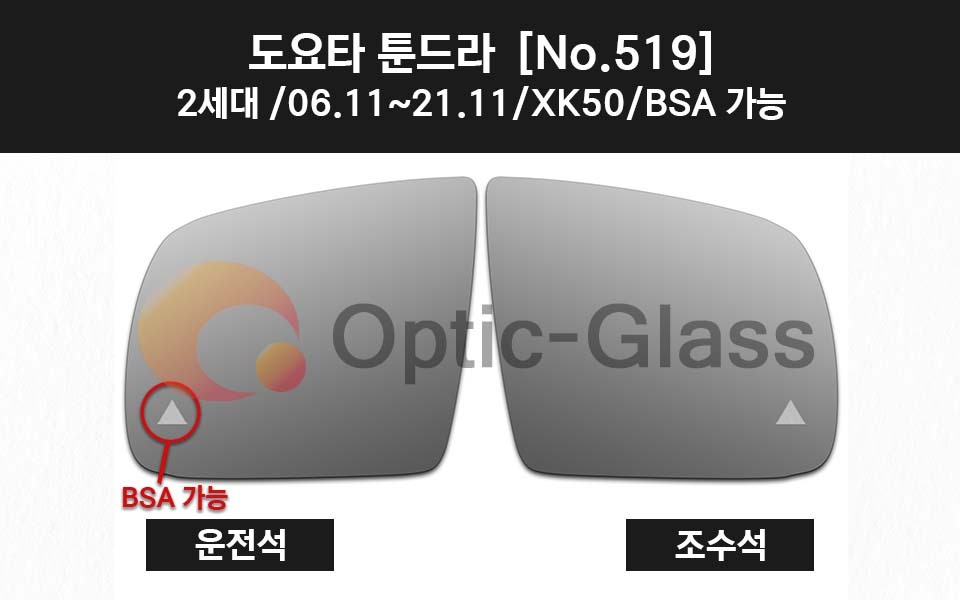 도요타 툰드라 [No.519]
2세대 /06.11~21.11/XK50/BSA 가능
Optic-Glass
BSA 가능
운전석
조수석